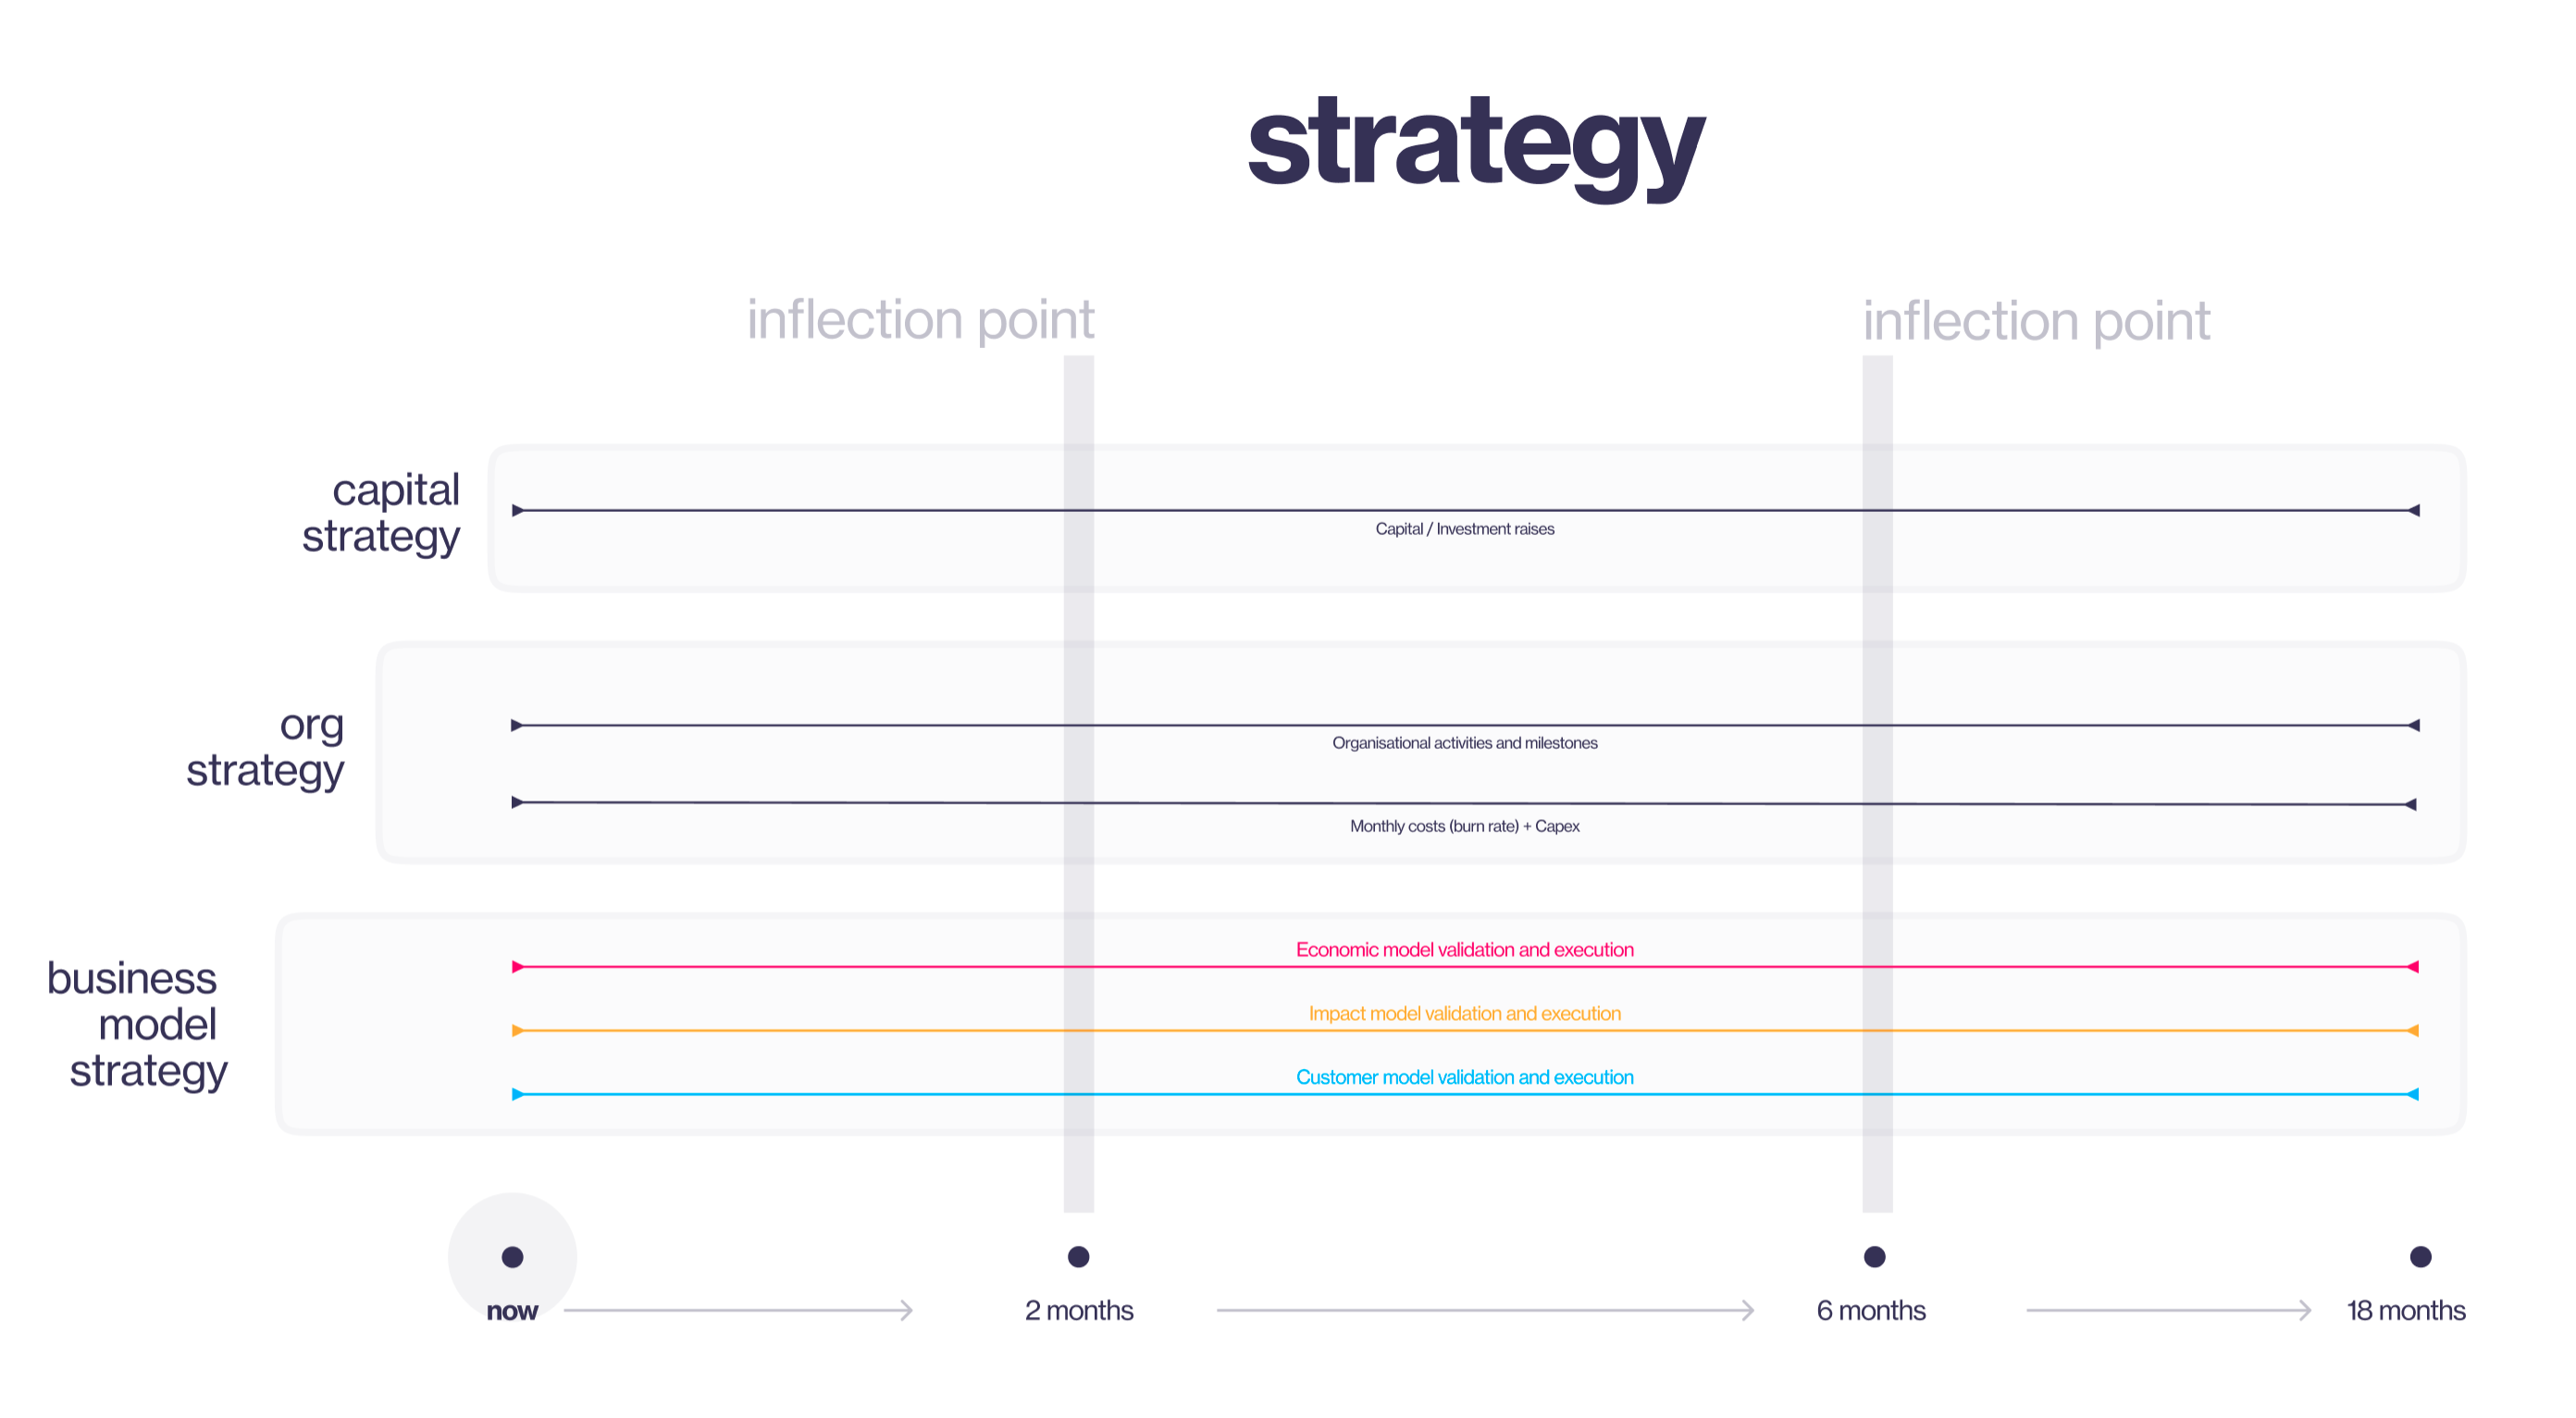 strategy
inflection point
inflection point
capital
strategy
Capital / Investment raises
org
strategy
Organisational activities and milestones
Monthly costs (burn rate) + Capex
business
model
strategy
Economic model validation and execution
Impact model validation and execution
Customer model validation and execution
now
2 months
6 months
18 months